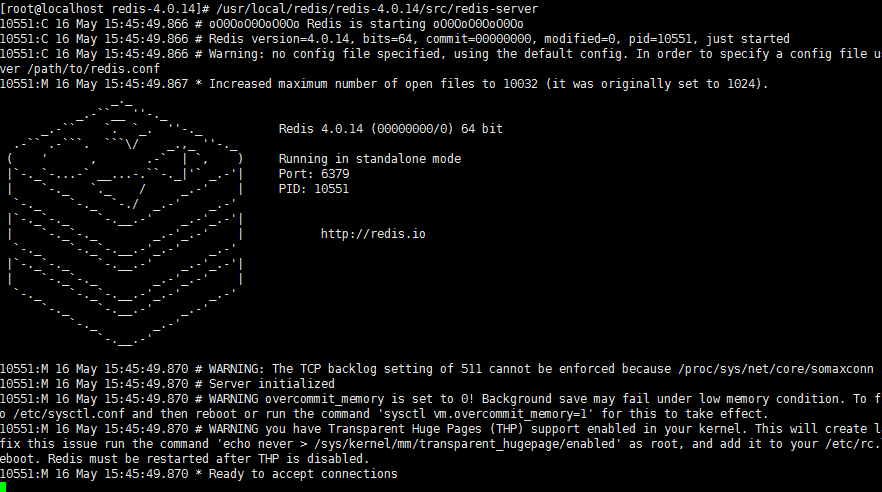 [root@localhost redis-4.0.14]# /usr/local/redis/redis-4.0.14/src/redis-server
10551:C 16 May 15:45:49.866 # oO0OoO0OoO0Oo Redis is starting oO0OoO0OoO0Oo
10551:C 16 May 15:45:49.866 # Redis version=4.0.14, bits=64, commit=00000000, modified=0, pid=10551, just started
10551:C 16 May 15:45:49.866 # Warning: no config file specified, using the default config. In order to specify a config file u
ver /path/to/redis.conf
10551:M 16 May 15:45:49.867 * Increased maximum number of open files to 10032 (it was originally set to 1024).
Redis 4.0.14 (00000000/0) 64 bit
Running in standalone mode
Port: 6379
PID: 10551
http://redis.io
10551:M 16 May 15:45:49.870 # WARNING: The TCP backlog setting of 511 cannot be enforced because /proc/sys/net/core/somaxconn
10551:M 16 May 15:45:49.870 # Server initialized
10551:M 16 May 15:45:49.870 # WARNING overcommit_memory is set to 0! Background save may fail under low memory condition. To f
o /etc/sysctl.conf and then reboot or run the command 'sysctl vm.overcommit_memory=1' for this to take effect.
10551:M 16 May 15:45:49.870 # WARNING you have Transparent Huge Pages (THP) support enabled in your kernel. This will create l
fix this issue run the command 'echo never > /sys/kernel/mm/transparent_hugepage/enabled' as root, and add it to your /etc/rc.l
eboot. Redis must be restarted after THP is disabled.
10551:M 16 May 15:45:49.870 * Ready to accept connections